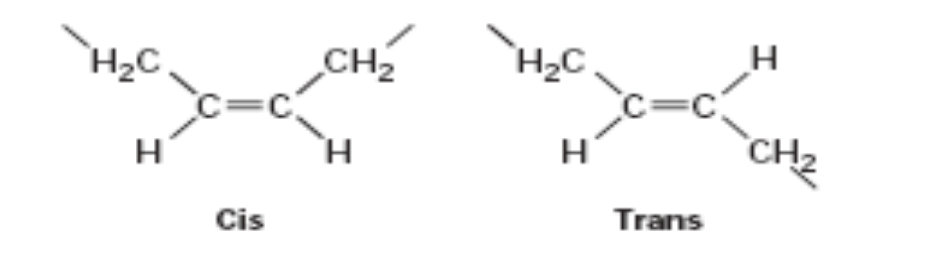 H₂C CH₂ H₂C H
C=C C=C
H H H CH₂
Cis Trans